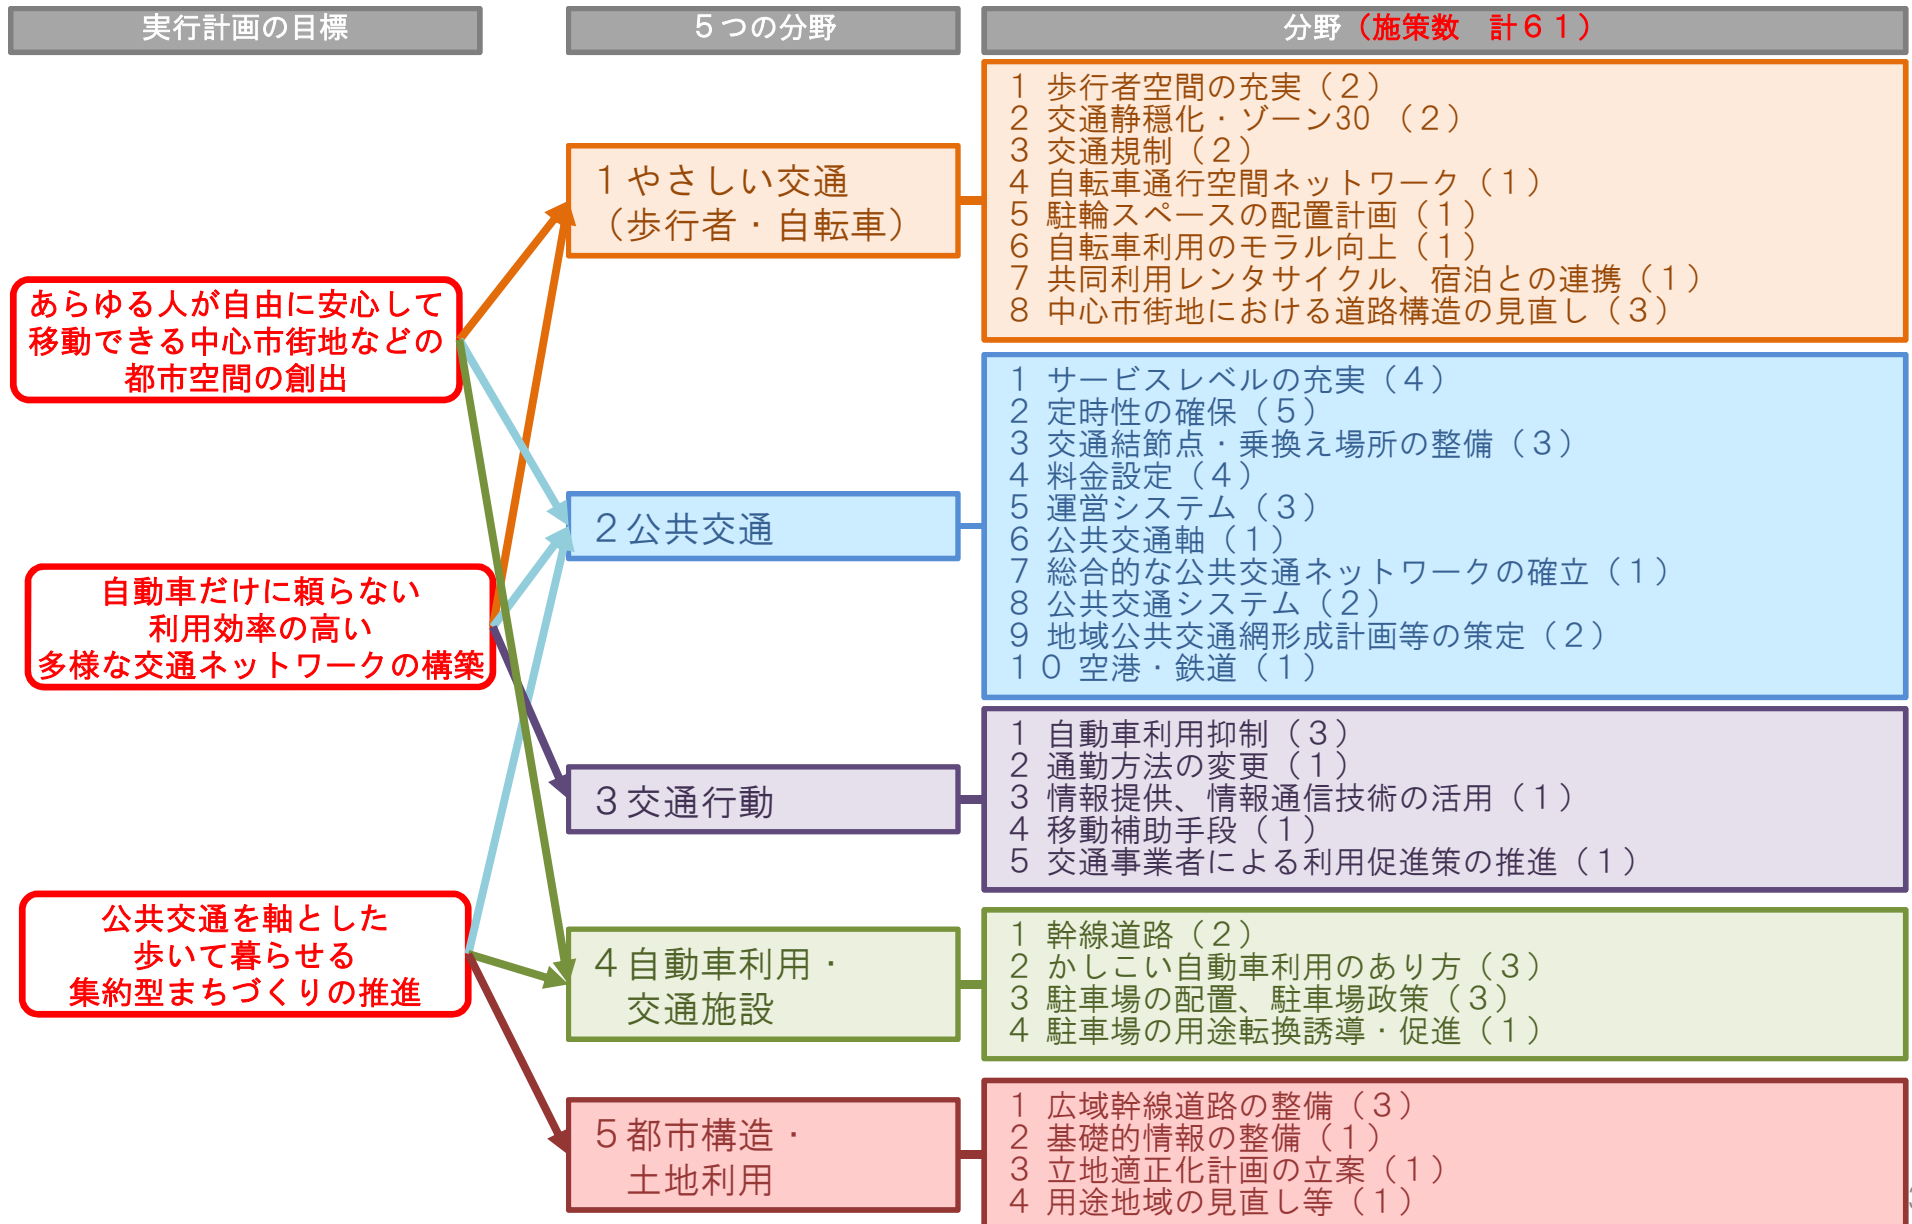 実行計画の目標
５つの分野
分野（施策数　計６１）
あらゆる人が自由に安心して
移動できる中心市街地などの
都市空間の創出
自動車だけに頼らない
利用効率の高い
多様な交通ネットワークの構築
公共交通を軸とした
歩いて暮らせる
集約型まちづくりの推進
１やさしい交通
（歩行者・自転車）
２公共交通
３交通行動
４自動車利用・
交通施設
５都市構造・
土地利用
１ 歩行者空間の充実（２）
２ 交通静穏化・ゾーン30 （２）
３ 交通規制（２）
４ 自転車通行空間ネットワーク（１）
５ 駐輪スペースの配置計画（１）
６ 自転車利用のモラル向上（１）
７ 共同利用レンタサイクル、宿泊との連携（１）
８ 中心市街地における道路構造の見直し（３）
１ サービスレベルの充実（４）
２ 定時性の確保（５）
３ 交通結節点・乗換え場所の整備（３）
４ 料金設定（４）
５ 運営システム（３）
６ 公共交通軸（１）
７ 総合的な公共交通ネットワークの確立（１）
８ 公共交通システム（２）
９ 地域公共交通網形成計画等の策定（２）
１０ 空港・鉄道（１）
１ 自動車利用抑制（３）
２ 通勤方法の変更（１）
３ 情報提供、情報通信技術の活用（１）
４ 移動補助手段（１）
５ 交通事業者による利用促進策の推進（１）
１ 幹線道路（２）
２ かしこい自動車利用のあり方（３）
３ 駐車場の配置、駐車場政策（３）
４ 駐車場の用途転換誘導・促進（１）
１ 広域幹線道路の整備（３）
２ 基礎的情報の整備（１）
３ 立地適正化計画の立案（１）
４ 用途地域の見直し等（１）